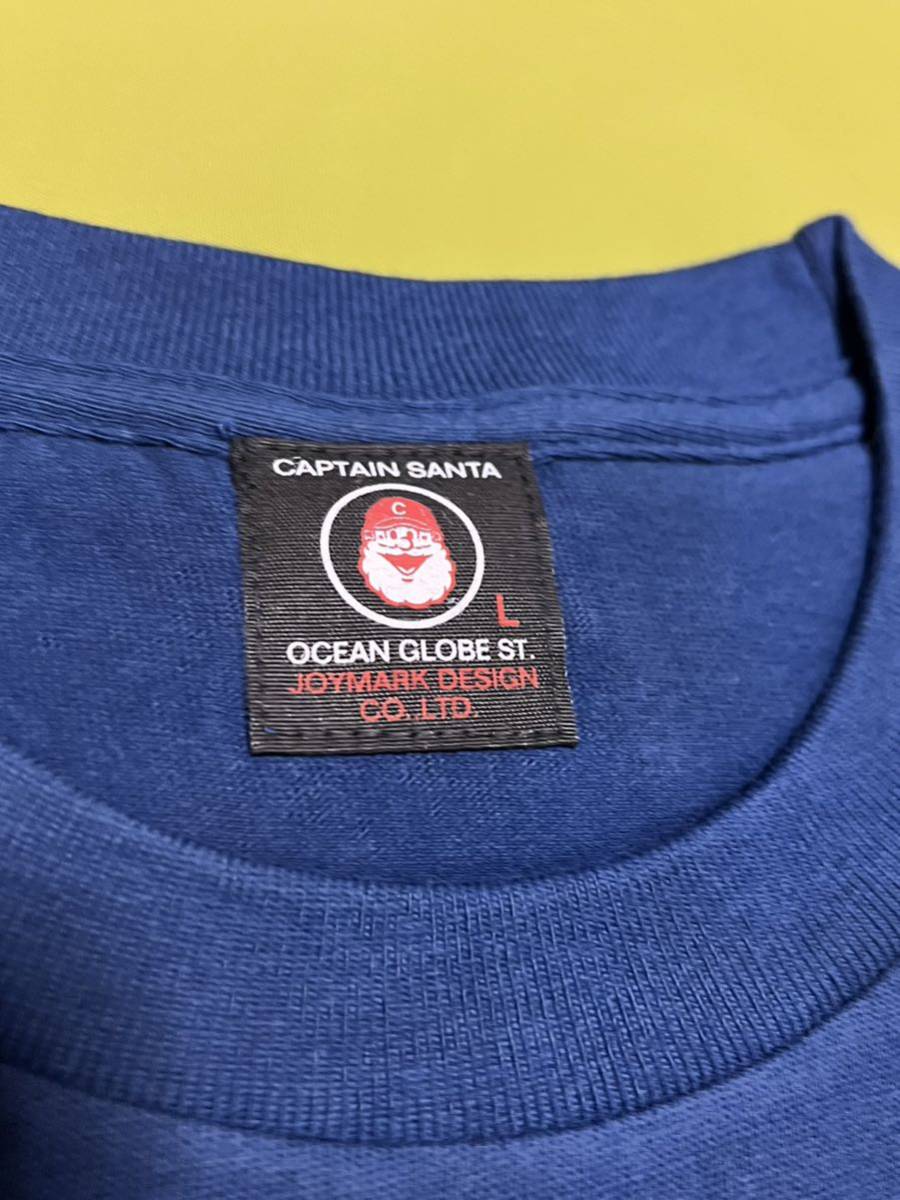 CAPTAIN SANTA
C
L
OCEAN GLOBE ST.
JOYMARK DESIGN
CO.,LTD.